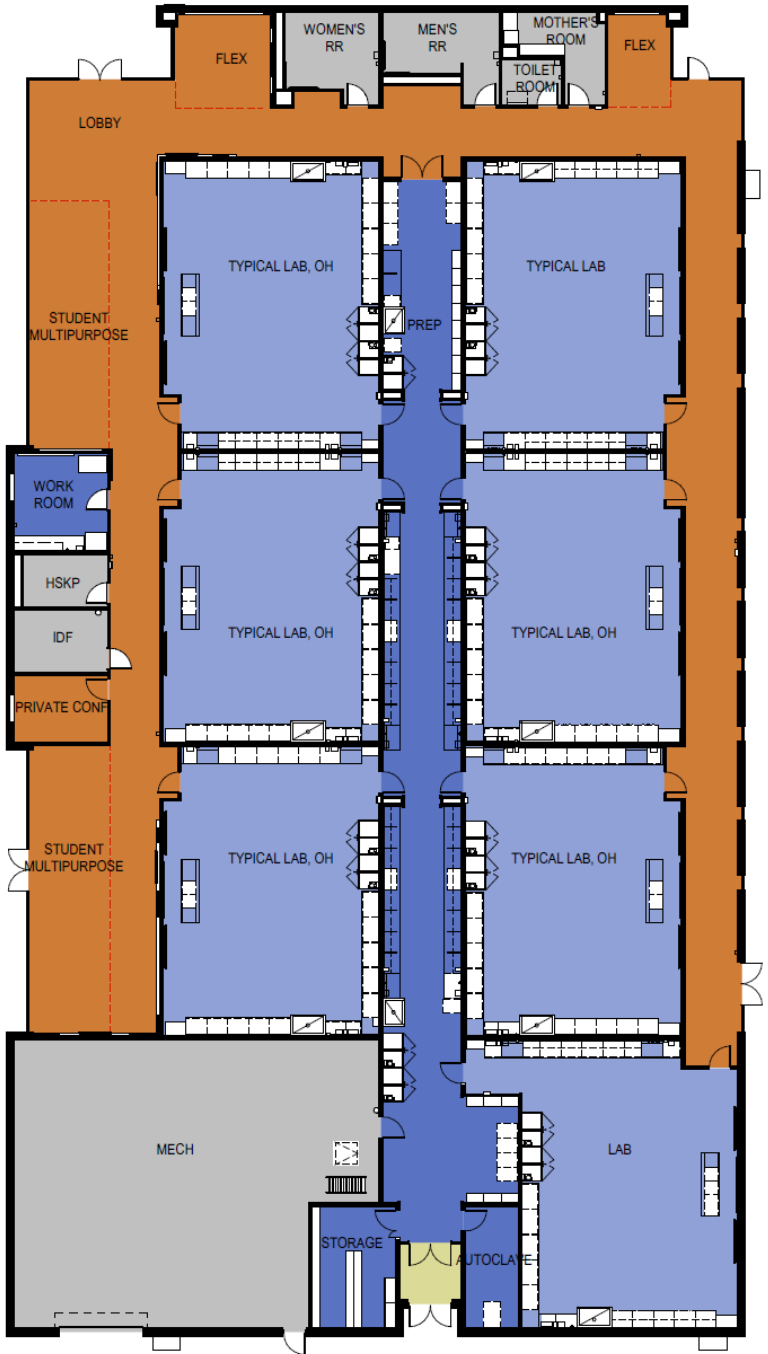 WOMEN'S
RR
MEN'S
RR
MOTHER'S
ROOM
FLEX
FLEX
TOILET
ROOM
LOBBY
TYPICAL LAB, OH
TYPICAL LAB
STUDENT
MULTIPURPOSE
PREP
WORK
ROOM
HSKP
IDF
TYPICAL LAB, OH
TYPICAL LAB, OH
PRIVATE CONF
STUDENT
MULTIPURPOSE
TYPICAL LAB, OH
TYPICAL LAB, OH
MECH
LAB
STORAGE
AUTOCLAVE